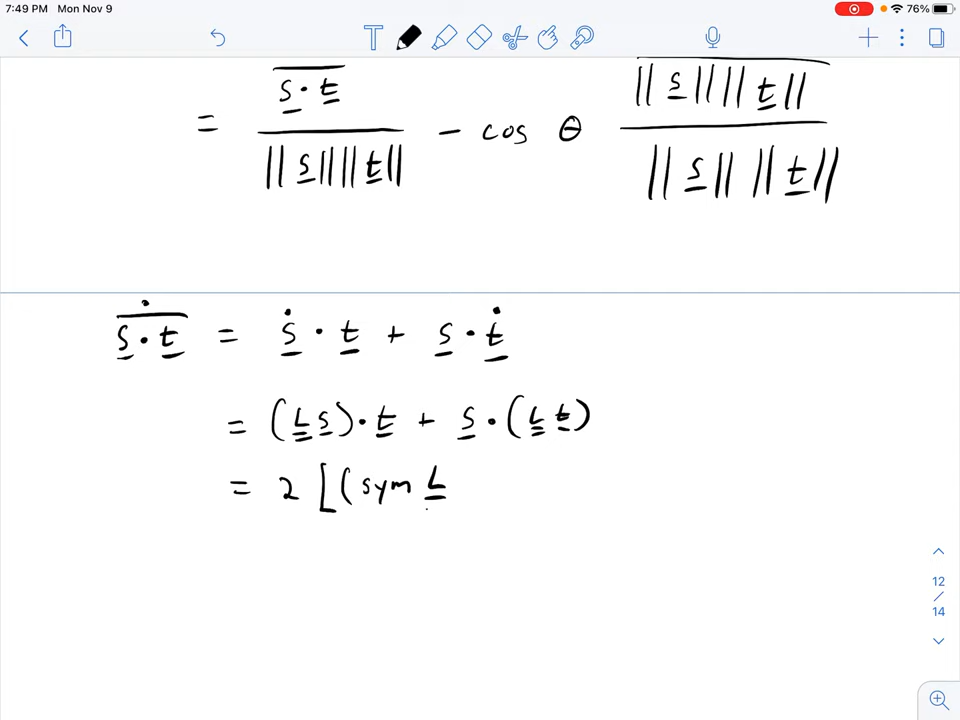 7:49 PM Mon Nov 9 76%
T
s · t ||s|| ||t||
= ——— − cos θ ———
||s|| ||t|| ||s|| ||t||
s · t = ṡ · t + s · ṫ
= (L s) · t + s · (L t)
= 2 [(sym L
12
/
14